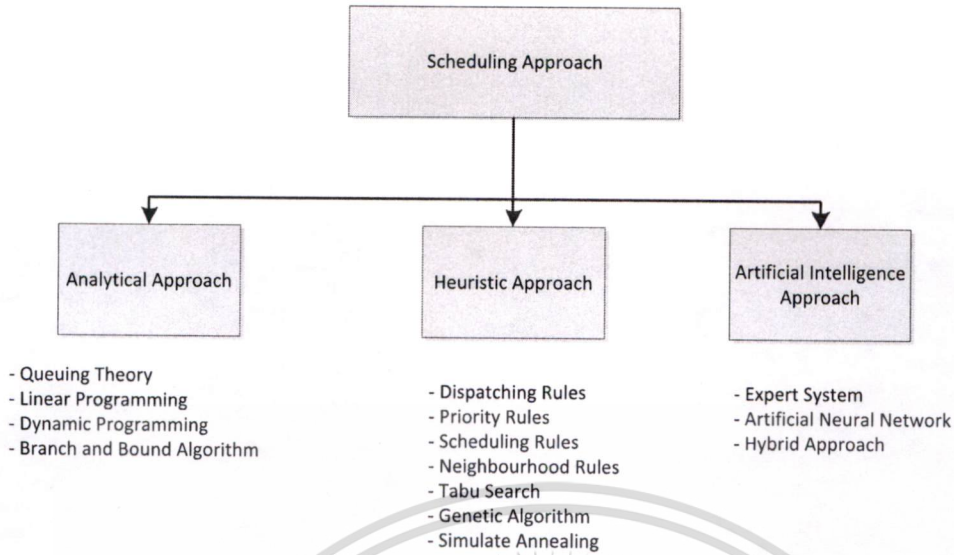 Scheduling Approach
Analytical Approach
- Queuing Theory
- Linear Programming
- Dynamic Programming
- Branch and Bound Algorithm
Heuristic Approach
- Dispatching Rules
- Priority Rules
- Scheduling Rules
- Neighbourhood Rules
- Tabu Search
- Genetic Algorithm
- Simulate Annealing
Artificial Intelligence
Approach
- Expert System
- Artificial Neural Network
- Hybrid Approach